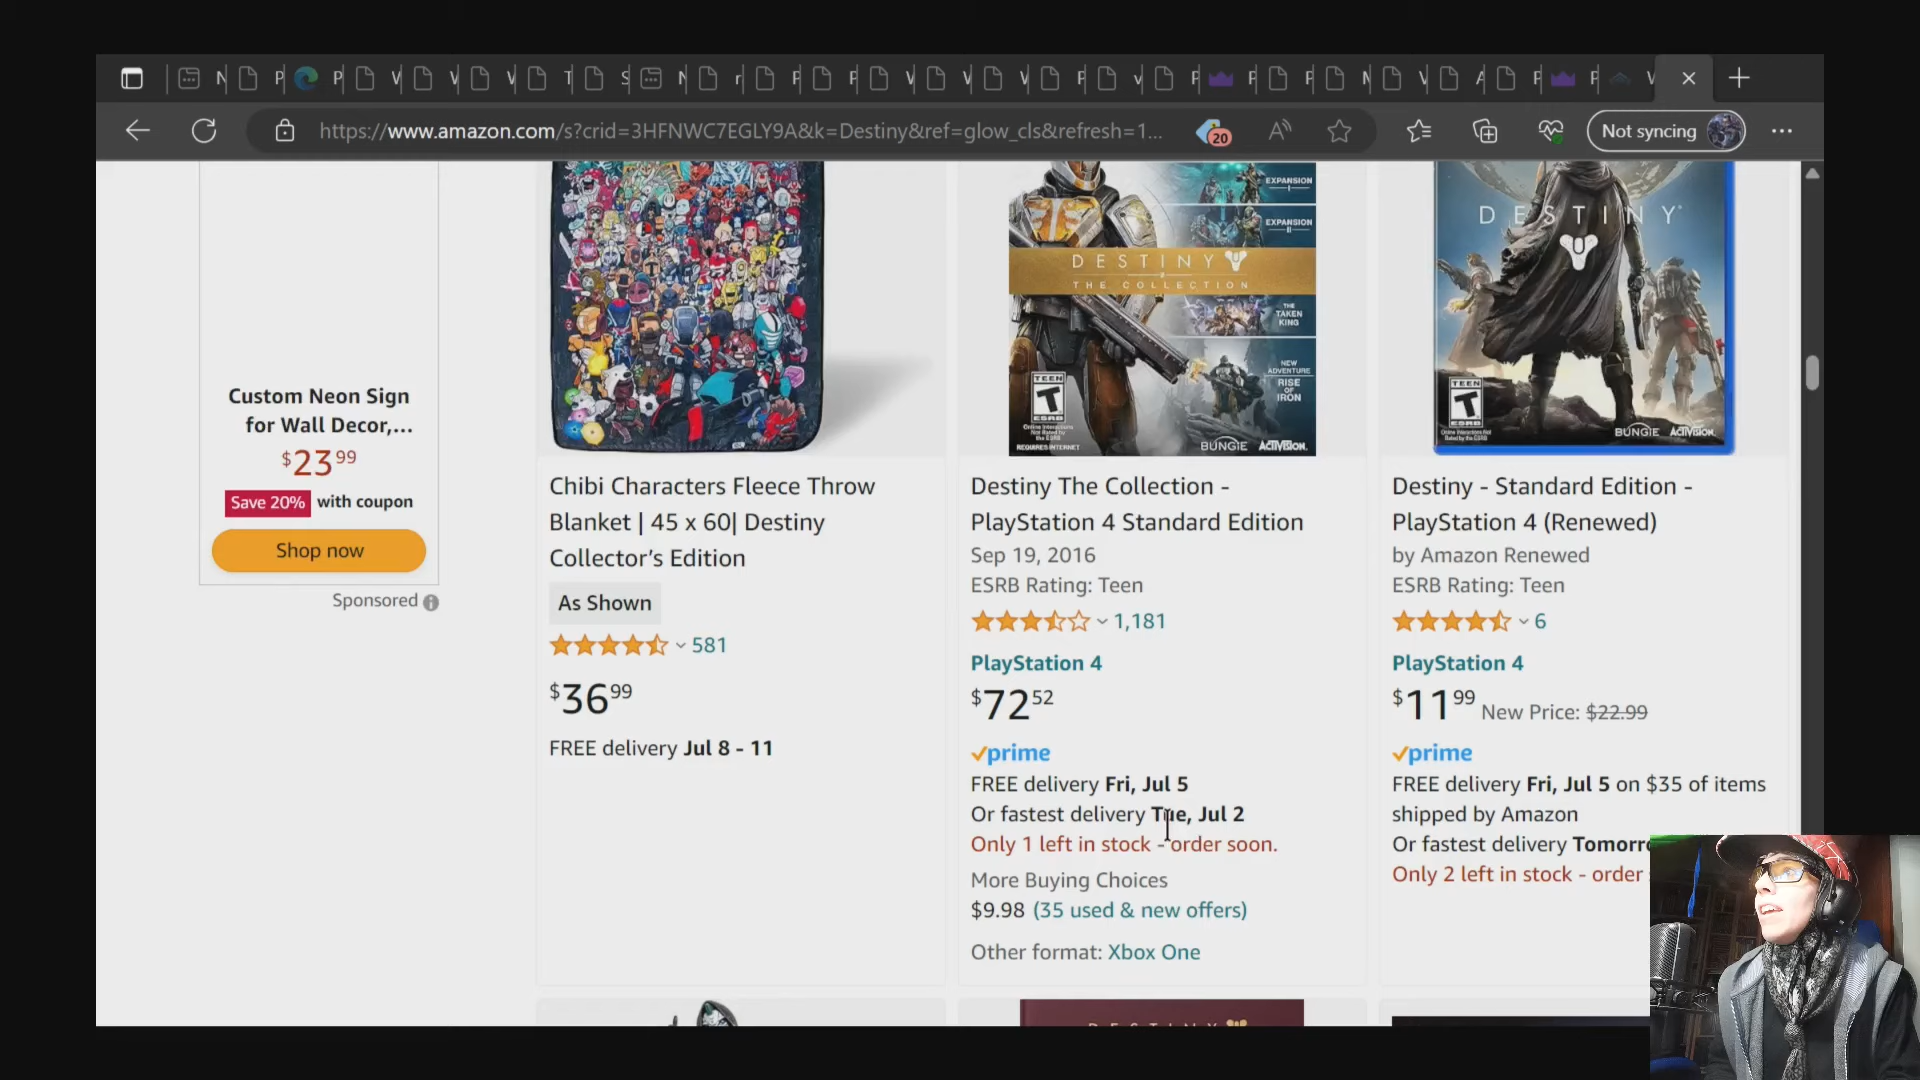 N P P W V W T S N r P F W W W F v F F F N W A F F W
https://www.amazon.com/s?crid=3HFNWC7EGLY9A&k=Destiny&ref=glow_cls&refresh=1...
20
Not syncing
Custom Neon Sign
for Wall Decor,...
$23 99
Save 20% with coupon
Shop now
Sponsored
Chibi Characters Fleece Throw
Blanket | 45 x 60| Destiny
Collector’s Edition
As Shown
581
$36 99
FREE delivery Jul 8 - 11
EXPANSION
I
EXPANSION
II
DESTINY
THE COLLECTION
THE
TAKEN
KING
NEW
ADVENTURE
RISE
OF
IRON
TEEN
T
ESRB
REQUIRES INTERNET
BUNGIE ACTIVISION
Destiny The Collection -
PlayStation 4 Standard Edition
Sep 19, 2016
ESRB Rating: Teen
1,181
PlayStation 4
$72 52
prime
FREE delivery Fri, Jul 5
Or fastest delivery Tue, Jul 2
Only 1 left in stock - order soon.
More Buying Choices
$9.98 (35 used & new offers)
Other format: Xbox One
DESTINY
TEEN
T
ESRB
BUNGIE ACTIVISION
Destiny - Standard Edition -
PlayStation 4 (Renewed)
by Amazon Renewed
ESRB Rating: Teen
6
PlayStation 4
$11 99 New Price: $22.99
prime
FREE delivery Fri, Jul 5 on $35 of items
shipped by Amazon
Or fastest delivery Tomorro
Only 2 left in stock - order
DESTINY